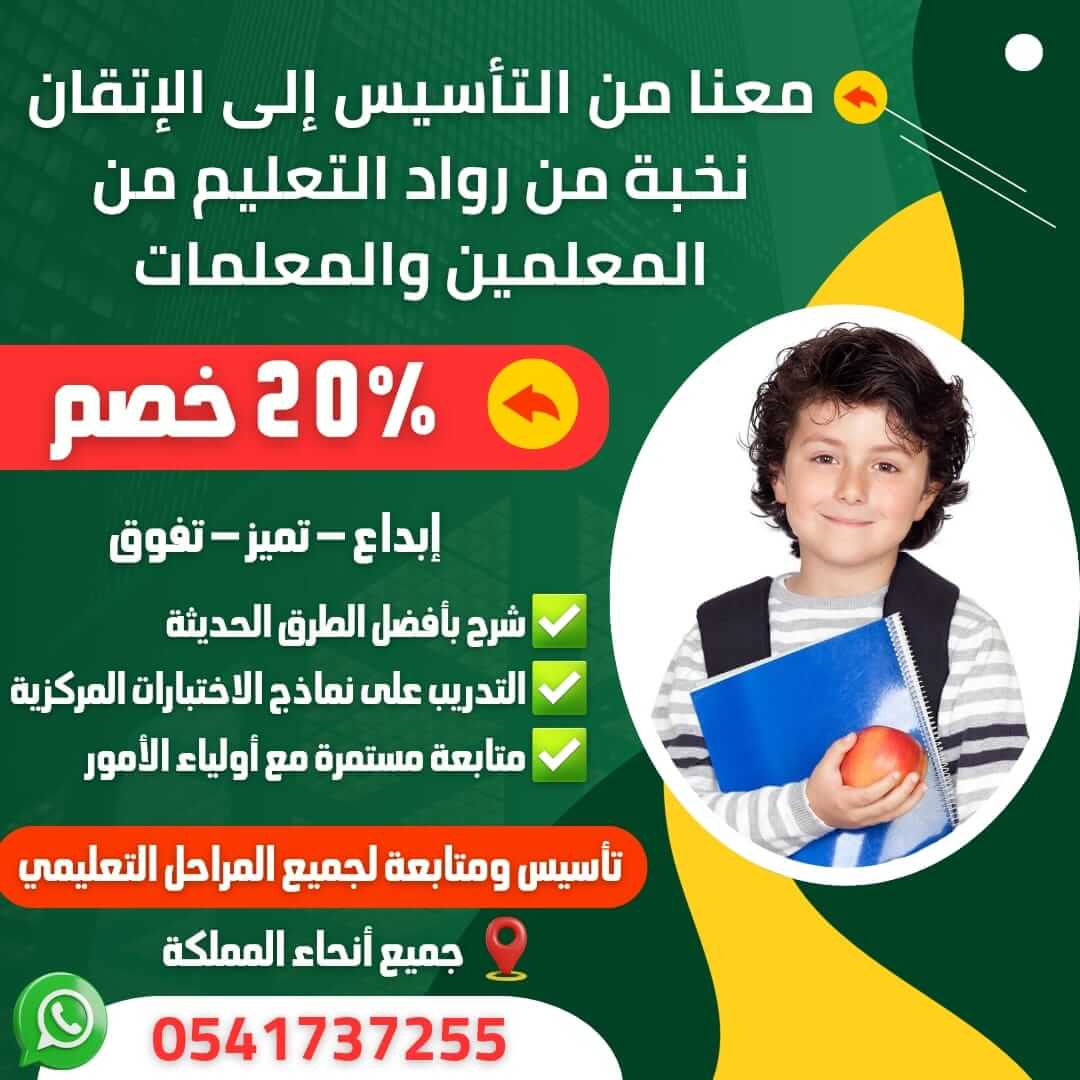 معنا من التأسيس إلى الإتقان
نخبة من رواد التعليم من
المعلمين والمعلمات
20% خصم
إبداع – تميز – تفوق
شرح بأفضل الطرق الحديثة
التدريب على نماذج الاختبارات المركزية
متابعة مستمرة مع أولياء الأمور
تأسيس ومتابعة لجميع المراحل التعليمي
جميع أنحاء المملكة
0541737255